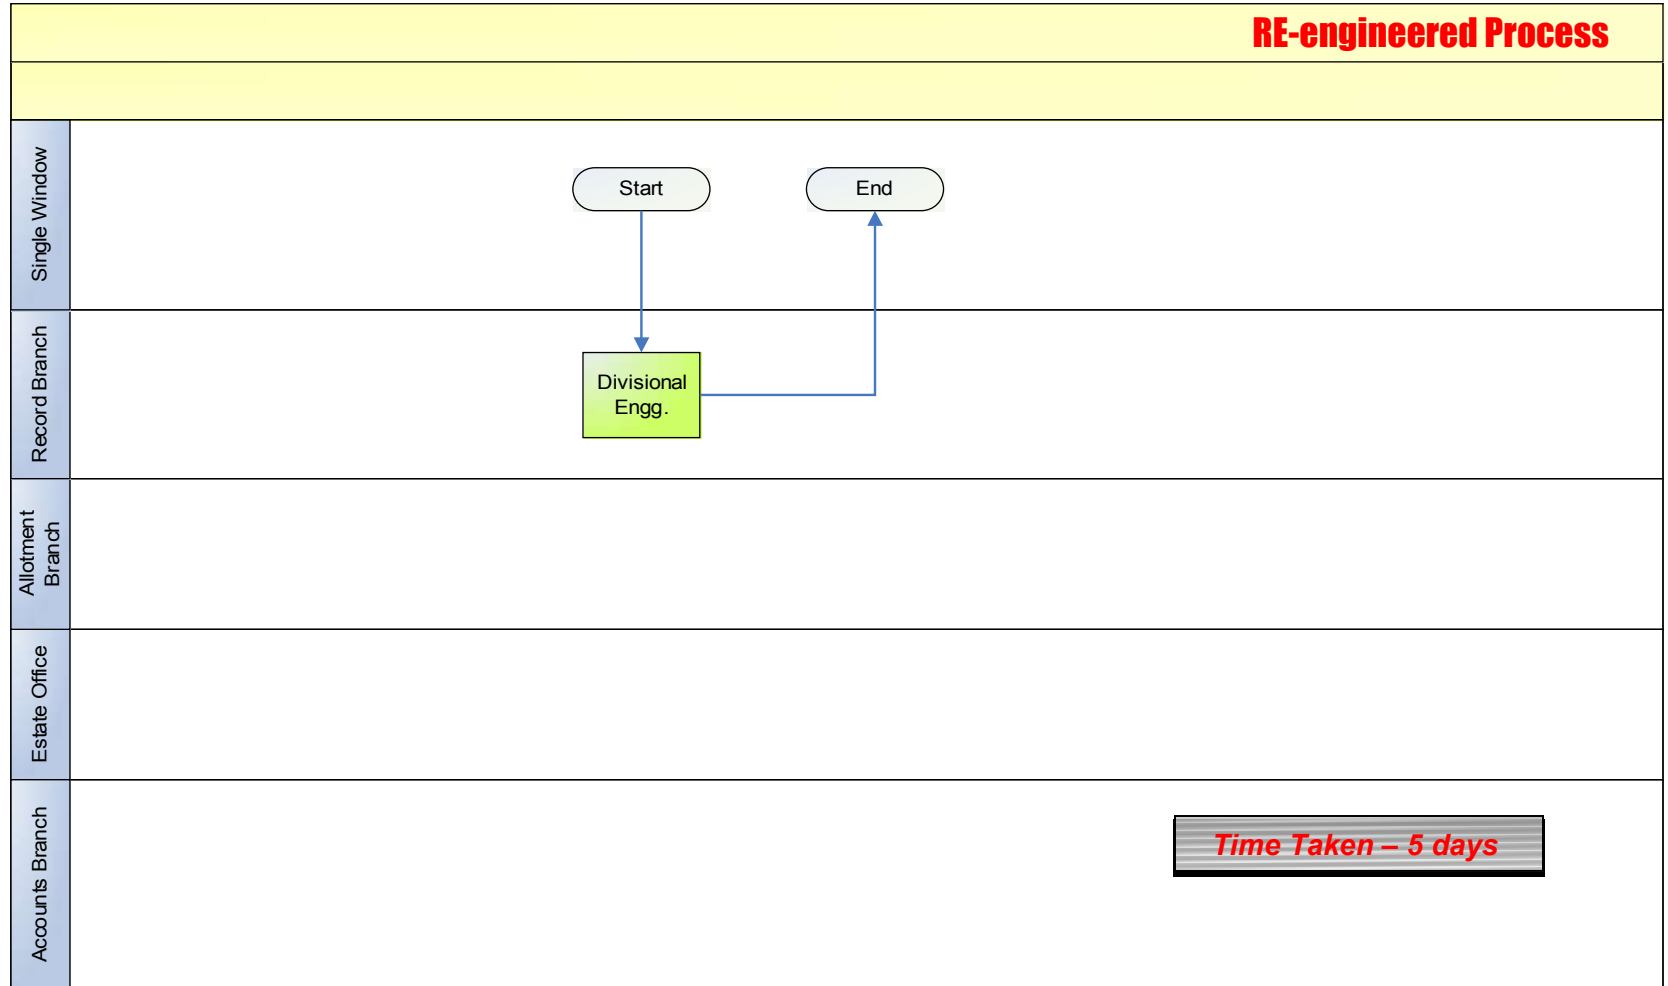 RE-engineered Process
Single Window
Start
End
Record Branch
Divisional
Engg.
Allotment
Branch
Estate Office
Accounts Branch
Time Taken – 5 days